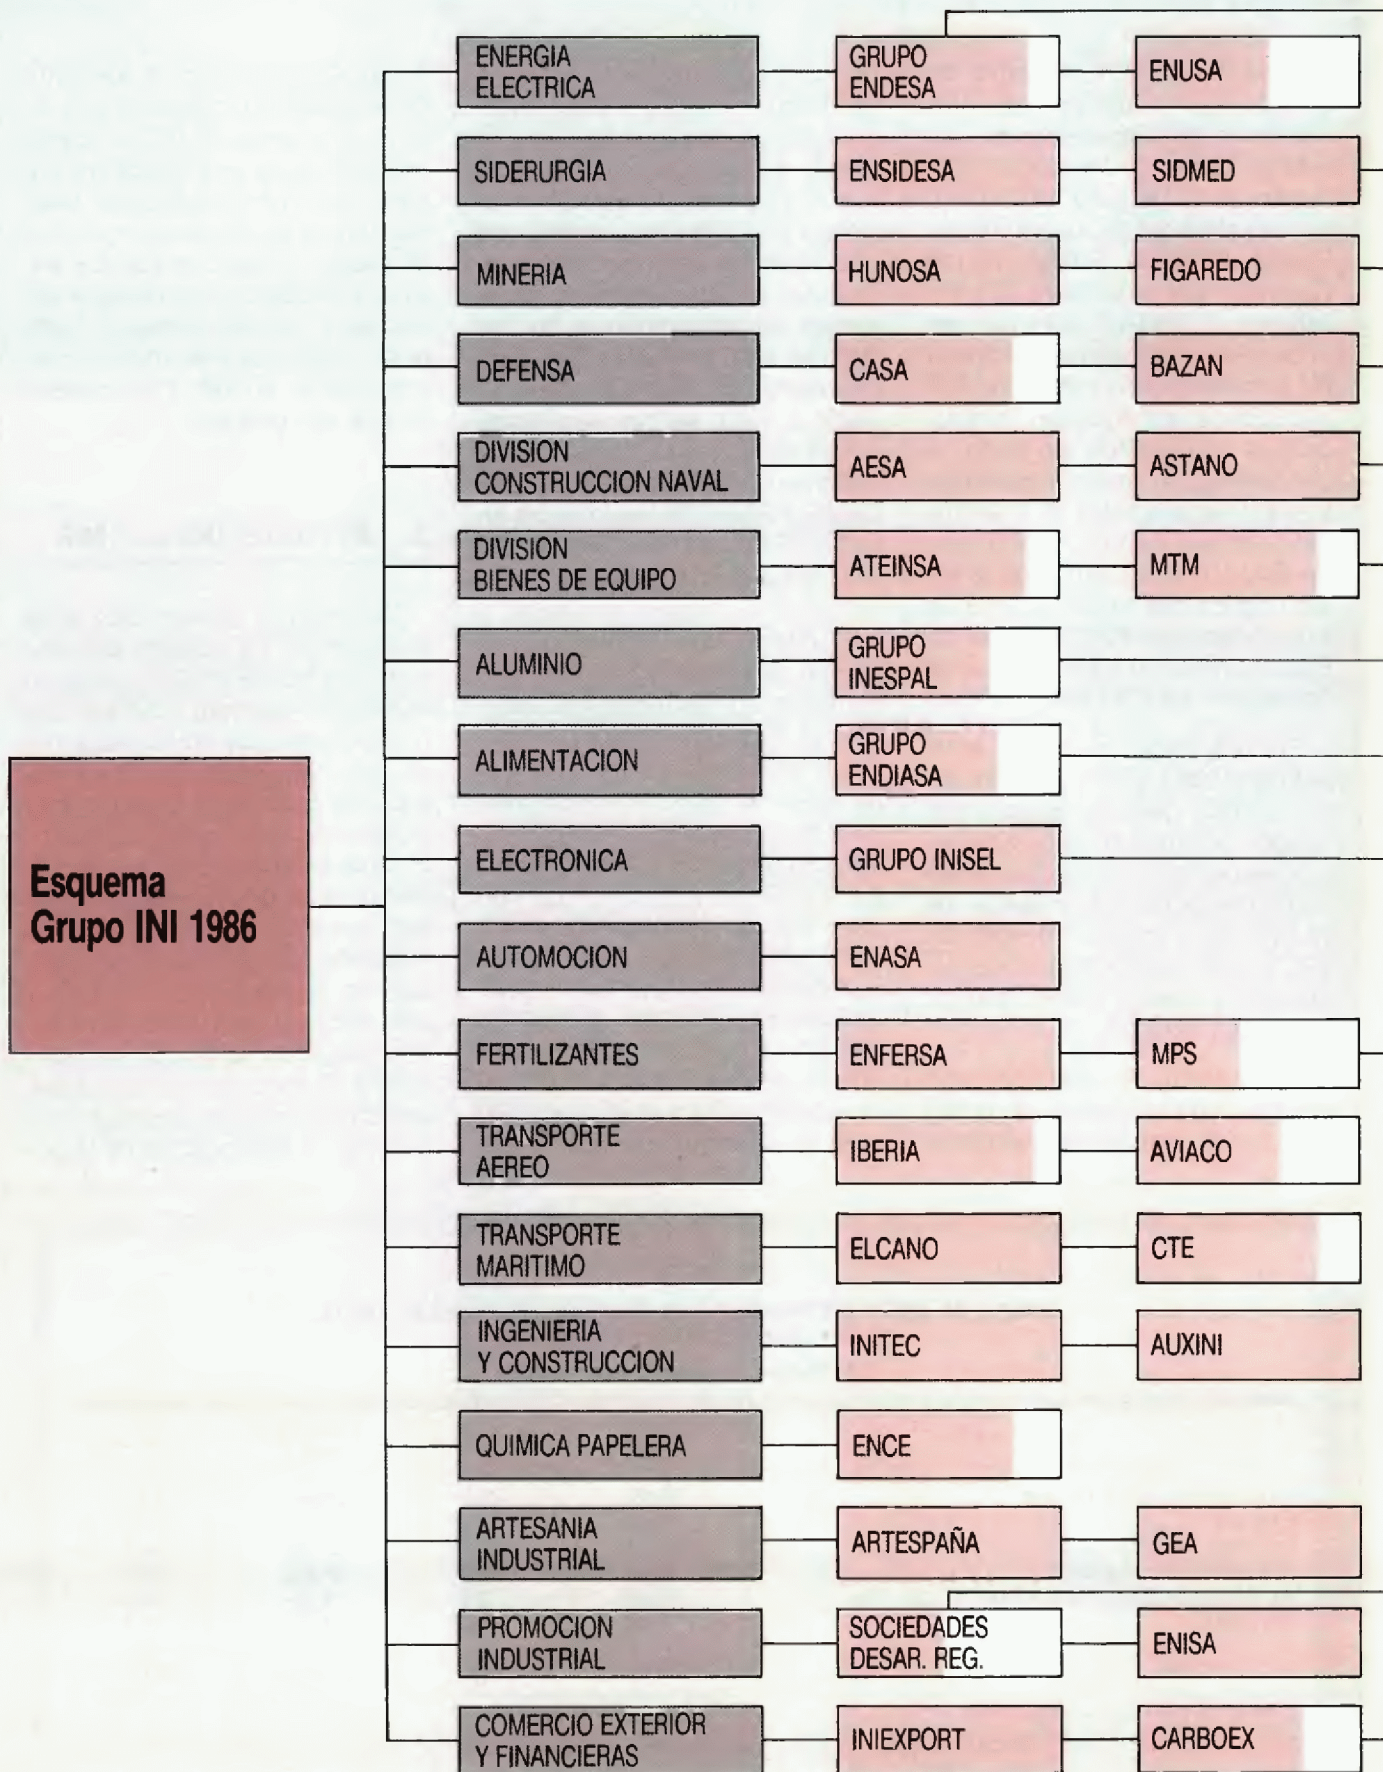 ENERGIA
ELECTRICA
GRUPO
ENDESA
ENUSA
SIDERURGIA
ENSIDESA
SIDMED
MINERIA
HUNOSA
FIGAREDO
DEFENSA
CASA
BAZAN
DIVISION
CONSTRUCCION NAVAL
AESA
ASTANO
DIVISION
BIENES DE EQUIPO
ATEINSA
MTM
ALUMINIO
GRUPO
INESPAL
ALIMENTACION
GRUPO
ENDIASA
ELECTRONICA
GRUPO INISEL
Esquema
Grupo INI 1986
AUTOMOCION
ENASA
FERTILIZANTES
ENFERSA
MPS
TRANSPORTE
AEREO
IBERIA
AVIACO
TRANSPORTE
MARITIMO
ELCANO
CTE
INGENIERIA
Y CONSTRUCCION
INITEC
AUXINI
QUIMICA PAPELERA
ENCE
ARTESANIA
INDUSTRIAL
ARTESPAÑA
GEA
PROMOCION
INDUSTRIAL
SOCIEDADES
DESAR. REG.
ENISA
COMERCIO EXTERIOR
Y FINANCIERAS
INIEXPORT
CARBOEX